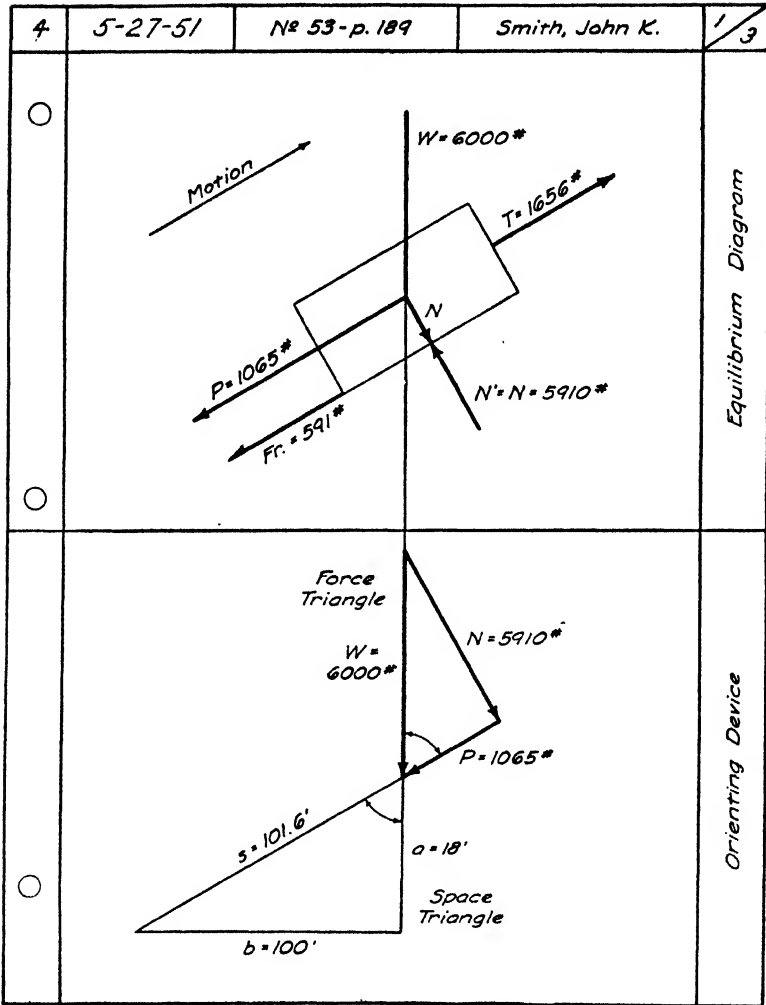 4
5-27-51
Nº 53-p. 189
Smith, John K.
1/3
W=6000#
Motion
T=1656#
N
P=1065#
N'=N=5910#
Fr.=591#
Equilibrium Diagram
Force
Triangle
W=
6000#
N=5910#
P=1065#
s=101.6'
a=18'
Space
Triangle
b=100'
Orienting Device